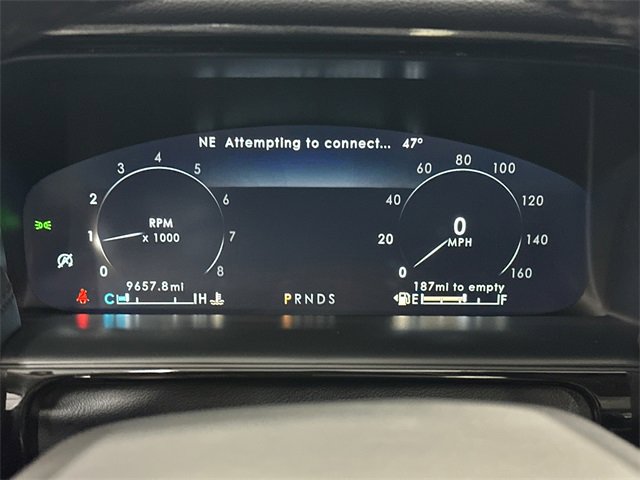 NE Attempting to connect... 47°
0 1 2 3 4 5 6 7 8
RPM
x 1000
0 20 40 60 80 100 120 140 160
0
MPH
9657.8mi
187mi to empty
C H
PRNDS
E F